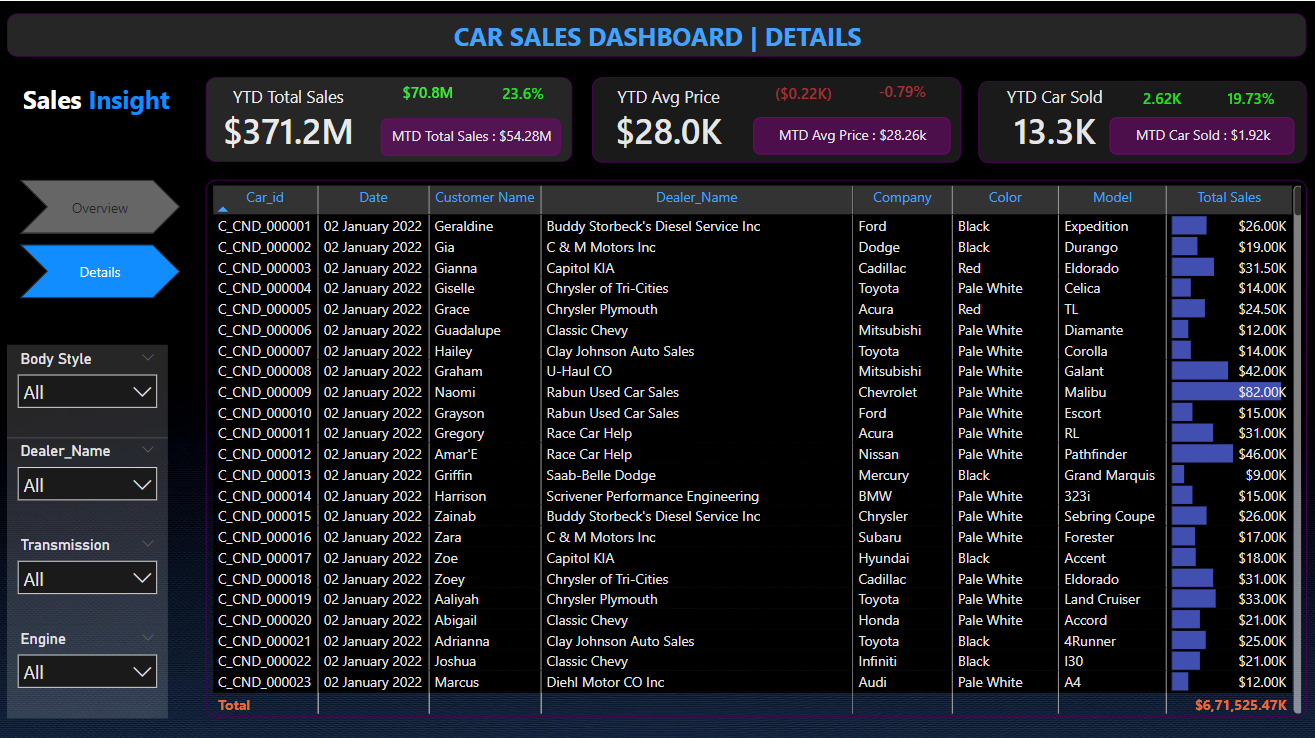 CAR SALES DASHBOARD | DETAILS
Sales Insight
YTD Total Sales $70.8M 23.6%
$371.2M MTD Total Sales : $54.28M
YTD Avg Price ($0.22K) -0.79%
$28.0K MTD Avg Price : $28.26k
YTD Car Sold 2.62K 19.73%
13.3K MTD Car Sold : $1.92k
Overview
Details
Body Style
All
Dealer_Name
All
Transmission
All
Engine
All
Car_id Date Customer Name Dealer_Name Company Color Model Total Sales
C_CND_000001 02 January 2022 Geraldine Buddy Storbeck's Diesel Service Inc Ford Black Expedition $26.00K
C_CND_000002 02 January 2022 Gia C & M Motors Inc Dodge Black Durango $19.00K
C_CND_000003 02 January 2022 Gianna Capitol KIA Cadillac Red Eldorado $31.50K
C_CND_000004 02 January 2022 Giselle Chrysler of Tri-Cities Toyota Pale White Celica $14.00K
C_CND_000005 02 January 2022 Grace Chrysler Plymouth Acura Red TL $24.50K
C_CND_000006 02 January 2022 Guadalupe Classic Chevy Mitsubishi Pale White Diamante $12.00K
C_CND_000007 02 January 2022 Hailey Clay Johnson Auto Sales Toyota Pale White Corolla $14.00K
C_CND_000008 02 January 2022 Graham U-Haul CO Mitsubishi Pale White Galant $42.00K
C_CND_000009 02 January 2022 Naomi Rabun Used Car Sales Chevrolet Pale White Malibu $82.00K
C_CND_000010 02 January 2022 Grayson Rabun Used Car Sales Ford Pale White Escort $15.00K
C_CND_000011 02 January 2022 Gregory Race Car Help Acura Pale White RL $31.00K
C_CND_000012 02 January 2022 Amar'E Race Car Help Nissan Pale White Pathfinder $46.00K
C_CND_000013 02 January 2022 Griffin Saab-Belle Dodge Mercury Black Grand Marquis $9.00K
C_CND_000014 02 January 2022 Harrison Scrivener Performance Engineering BMW Pale White 323i $15.00K
C_CND_000015 02 January 2022 Zainab Buddy Storbeck's Diesel Service Inc Chrysler Pale White Sebring Coupe $26.00K
C_CND_000016 02 January 2022 Zara C & M Motors Inc Subaru Pale White Forester $17.00K
C_CND_000017 02 January 2022 Zoe Capitol KIA Hyundai Black Accent $18.00K
C_CND_000018 02 January 2022 Zoey Chrysler of Tri-Cities Cadillac Pale White Eldorado $31.00K
C_CND_000019 02 January 2022 Aaliyah Chrysler Plymouth Toyota Pale White Land Cruiser $33.00K
C_CND_000020 02 January 2022 Abigail Classic Chevy Honda Pale White Accord $21.00K
C_CND_000021 02 January 2022 Adrianna Clay Johnson Auto Sales Toyota Black 4Runner $25.00K
C_CND_000022 02 January 2022 Joshua Classic Chevy Infiniti Black I30 $21.00K
C_CND_000023 02 January 2022 Marcus Diehl Motor CO Inc Audi Pale White A4 $12.00K
Total $6,71,525.47K